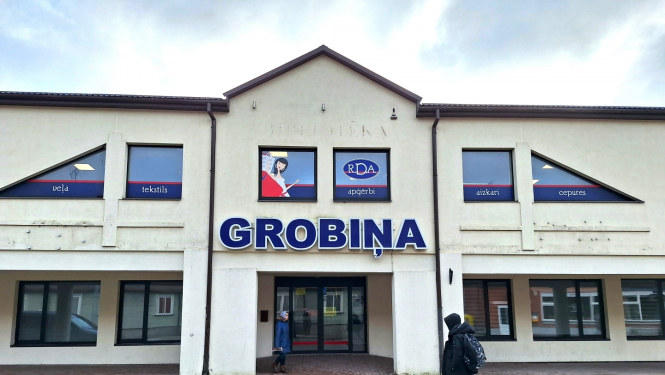 BIBLIOTĒKA
RDA
veļa tekstils apģērbi aizkari cepures
GROBIŅA